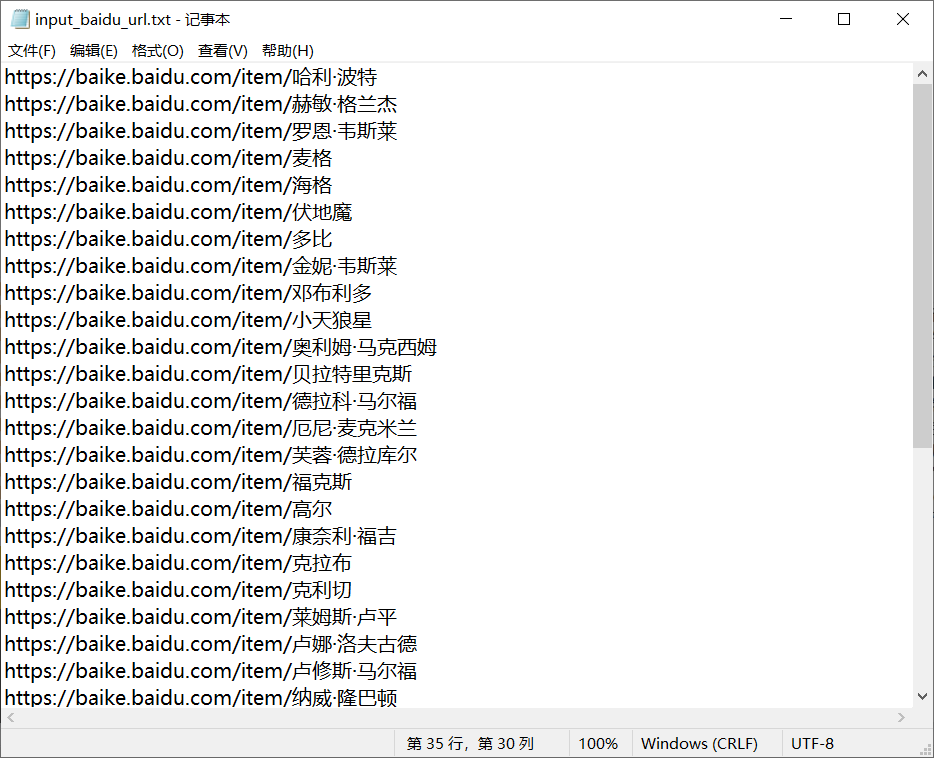 input_baidu_url.txt - 记事本
文件(F) 编辑(E) 格式(O) 查看(V) 帮助(H)
https://baike.baidu.com/item/哈利·波特
https://baike.baidu.com/item/赫敏·格兰杰
https://baike.baidu.com/item/罗恩·韦斯莱
https://baike.baidu.com/item/麦格
https://baike.baidu.com/item/海格
https://baike.baidu.com/item/伏地魔
https://baike.baidu.com/item/多比
https://baike.baidu.com/item/金妮·韦斯莱
https://baike.baidu.com/item/邓布利多
https://baike.baidu.com/item/小天狼星
https://baike.baidu.com/item/奥利姆·马克西姆
https://baike.baidu.com/item/贝拉特里克斯
https://baike.baidu.com/item/德拉科·马尔福
https://baike.baidu.com/item/厄尼·麦克米兰
https://baike.baidu.com/item/芙蓉·德拉库尔
https://baike.baidu.com/item/福克斯
https://baike.baidu.com/item/高尔
https://baike.baidu.com/item/康奈利·福吉
https://baike.baidu.com/item/克拉布
https://baike.baidu.com/item/克利切
https://baike.baidu.com/item/莱姆斯·卢平
https://baike.baidu.com/item/卢娜·洛夫古德
https://baike.baidu.com/item/卢修斯·马尔福
https://baike.baidu.com/item/纳威·隆巴顿
第 35 行，第 30 列 100% Windows (CRLF) UTF-8